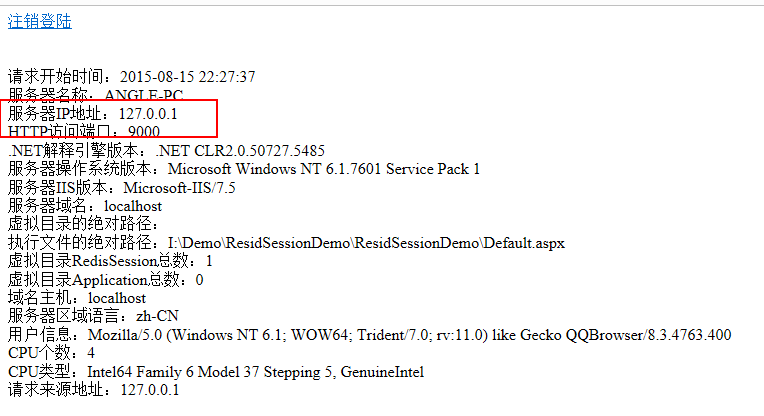 注销登陆
请求开始时间：2015-08-15 22:27:37
服务器名称：ANGLE-PC
服务器IP地址：127.0.0.1
HTTP访问端口：9000
.NET解释引擎版本：.NET CLR2.0.50727.5485
服务器操作系统版本：Microsoft Windows NT 6.1.7601 Service Pack 1
服务器IIS版本：Microsoft-IIS/7.5
服务器域名：localhost
虚拟目录的绝对路径：
执行文件的绝对路径：I:\Demo\ResidSessionDemo\ResidSessionDemo\Default.aspx
虚拟目录RedisSession总数：1
虚拟目录Application总数：0
域名主机：localhost
服务器区域语言：zh-CN
用户信息：Mozilla/5.0 (Windows NT 6.1; WOW64; Trident/7.0; rv:11.0) like Gecko QQBrowser/8.3.4763.400
CPU个数：4
CPU类型：Intel64 Family 6 Model 37 Stepping 5, GenuineIntel
请求来源地址：127.0.0.1